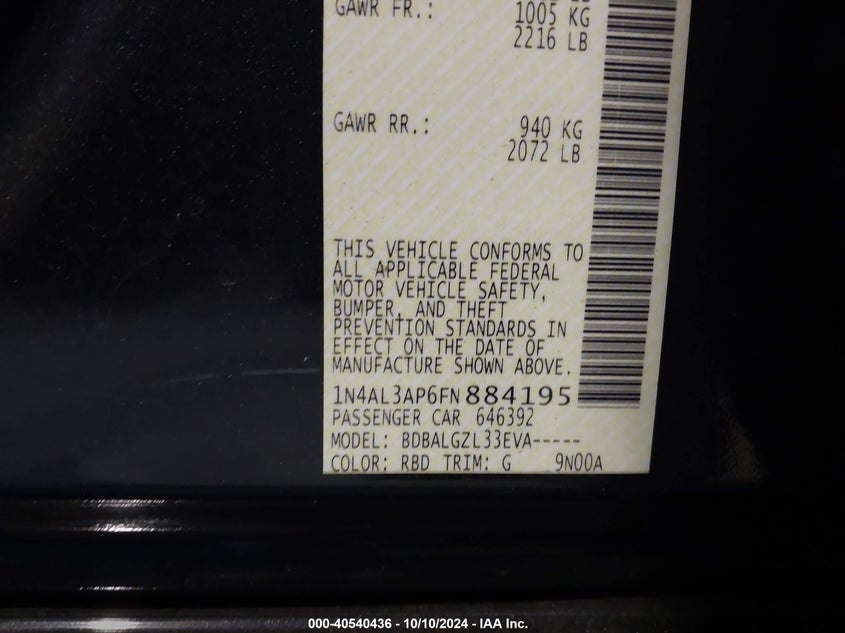 GAWR FR.: 1005 KG
2216 LB
GAWR RR.: 940 KG
2072 LB
THIS VEHICLE CONFORMS TO
ALL APPLICABLE FEDERAL
MOTOR VEHICLE SAFETY,
BUMPER, AND THEFT
PREVENTION STANDARDS IN
EFFECT ON THE DATE OF
MANUFACTURE SHOWN ABOVE.
1N4AL3AP6FN884195
PASSENGER CAR 646392
MODEL: BDBALGZL33EVA-----
COLOR: RBD TRIM: G 9N00A
000-40540436 - 10/10/2024 - IAA Inc.